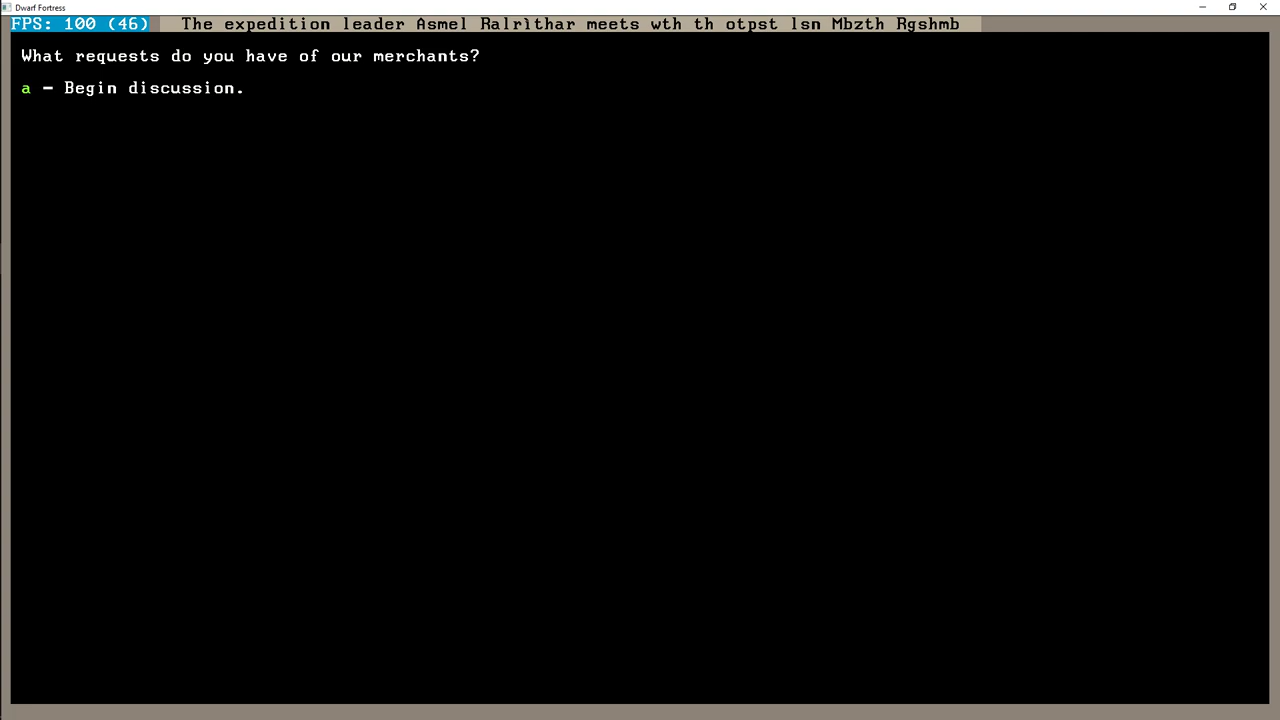 Dwarf Fortress
FPS: 100 (46) The expedition leader Asmel Ralrìthar meets wth th otpst lsn Mbzth Rgshmb
What requests do you have of our merchants?
a - Begin discussion.